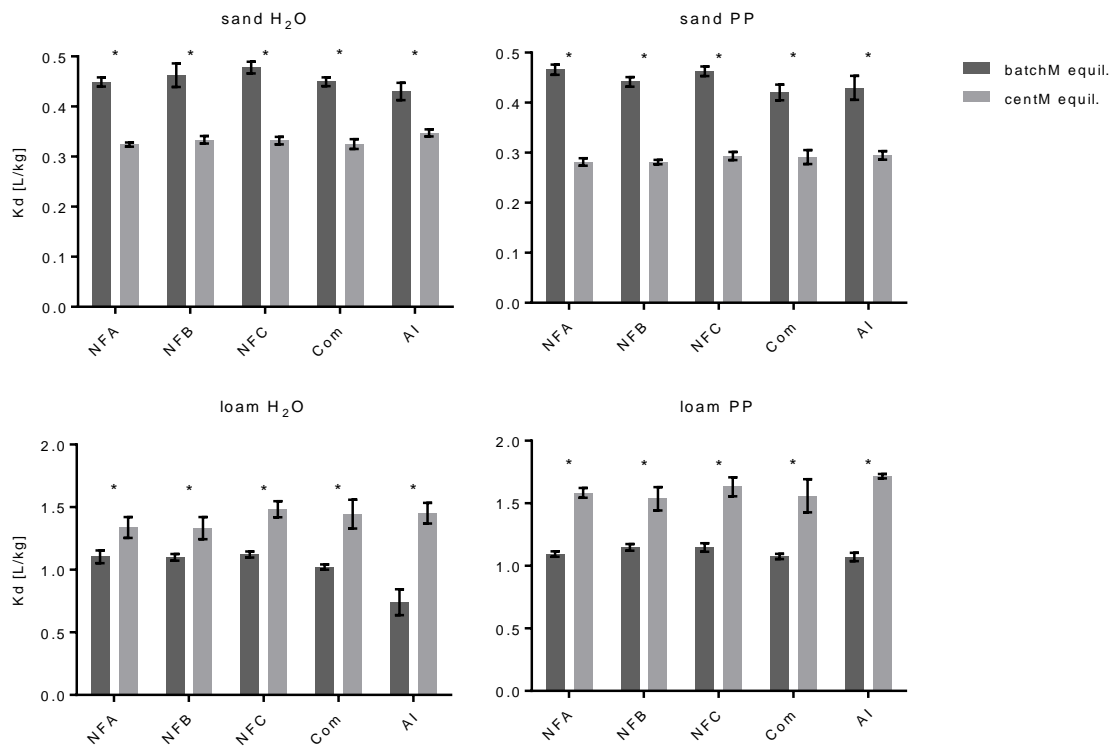 sand H2O
* * * * *
Kd [L/kg]
0.5
0.4
0.3
0.2
0.1
0.0
NFA NFB NFC Com AI
sand PP
* * * * *
0.5
0.4
0.3
0.2
0.1
0.0
NFA NFB NFC Com AI
batchM equil.
centM equil.
loam H2O
* * * * *
Kd [L/kg]
2.0
1.5
1.0
0.5
0.0
NFA NFB NFC Com AI
loam PP
* * * * *
2.0
1.5
1.0
0.5
0.0
NFA NFB NFC Com AI